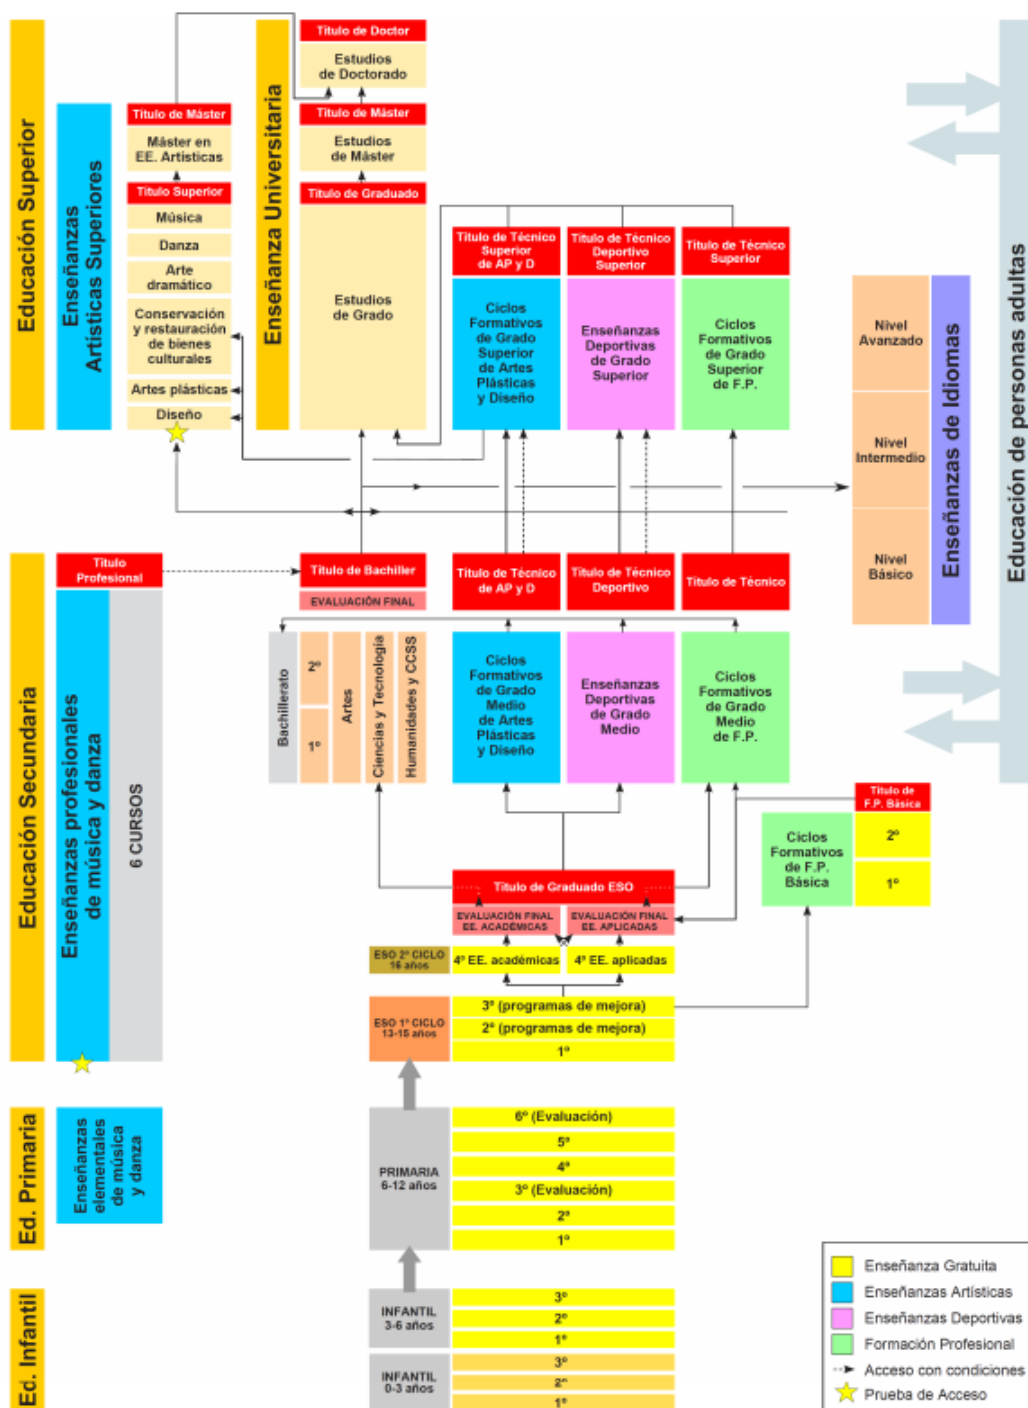 Educación Superior
Enseñanzas
Artísticas Superiores
Título de Máster
Máster en
EE. Artísticas
Título Superior
Música
Danza
Arte
dramático
Conservación
y restauración
de bienes
culturales
Artes plásticas
Diseño
Enseñanza Universitaria
Título de Doctor
Estudios
de Doctorado
Título de Máster
Estudios
de Máster
Título de Graduado
Estudios
de Grado
Título de Técnico
Superior
de AP y D
Ciclos
Formativos
de Grado
Superior
de Artes
Plásticas
y Diseño
Título de Técnico
Deportivo
Superior
Enseñanzas
Deportivas
de Grado
Superior
Título de Técnico
Superior
Ciclos
Formativos
de Grado
Superior
de F.P.
Nivel
Avanzado
Nivel
Intermedio
Nivel
Básico
Enseñanzas de Idiomas
Educación de personas adultas
Educación Secundaria
Título
Profesional
Enseñanzas profesionales
de música y danza
6 CURSOS
Título de Bachiller
EVALUACIÓN FINAL
Bachillerato
2º
1º
Artes
Ciencias y Tecnología
Humanidades y CCSS
Título de Técnico
de AP y D
Ciclos
Formativos
de Grado
Medio
de Artes
Plásticas
y Diseño
Título de Técnico
Deportivo
Enseñanzas
Deportivas
de Grado
Medio
Título de Técnico
Ciclos
Formativos
de Grado
Medio
de F.P.
Título de
F.P. Básica
Ciclos
Formativos
de F.P.
Básica
2º
1º
Título de Graduado ESO
EVALUACIÓN FINAL
EE. ACADÉMICAS
EVALUACIÓN FINAL
EE. APLICADAS
ESO 2º CICLO
16 años
4º EE. académicas
4º EE. aplicadas
ESO 1º CICLO
13-15 años
3º (programas de mejora)
2º (programas de mejora)
1º
Ed. Primaria
Enseñanzas
elementales
de música
y danza
PRIMARIA
6-12 años
6º (Evaluación)
5º
4º
3º (Evaluación)
2º
1º
Ed. Infantil
INFANTIL
3-6 años
3º
2º
1º
INFANTIL
0-3 años
3º
2º
1º
Enseñanza Gratuita
Enseñanzas Artísticas
Enseñanzas Deportivas
Formación Profesional
Acceso con condiciones
Prueba de Acceso